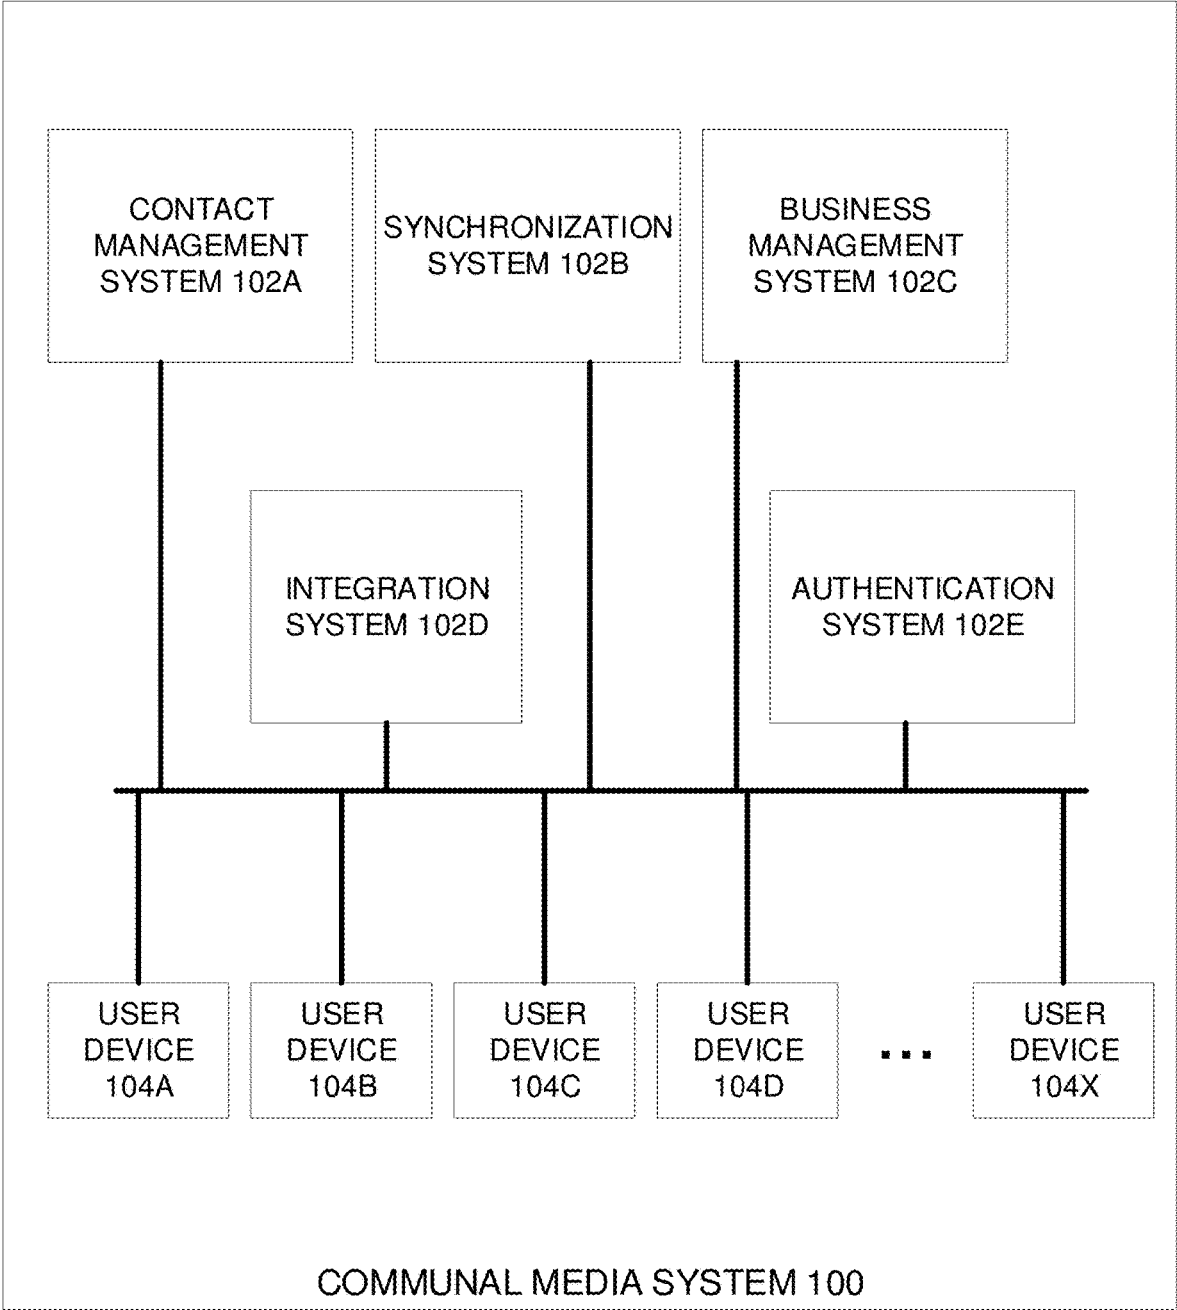 CONTACT
MANAGEMENT
SYSTEM 102A
SYNCHRONIZATION
SYSTEM 102B
BUSINESS
MANAGEMENT
SYSTEM 102C
INTEGRATION
SYSTEM 102D
AUTHENTICATION
SYSTEM 102E
USER
DEVICE
104A
USER
DEVICE
104B
USER
DEVICE
104C
USER
DEVICE
104D
...
USER
DEVICE
104X
COMMUNAL MEDIA SYSTEM 100